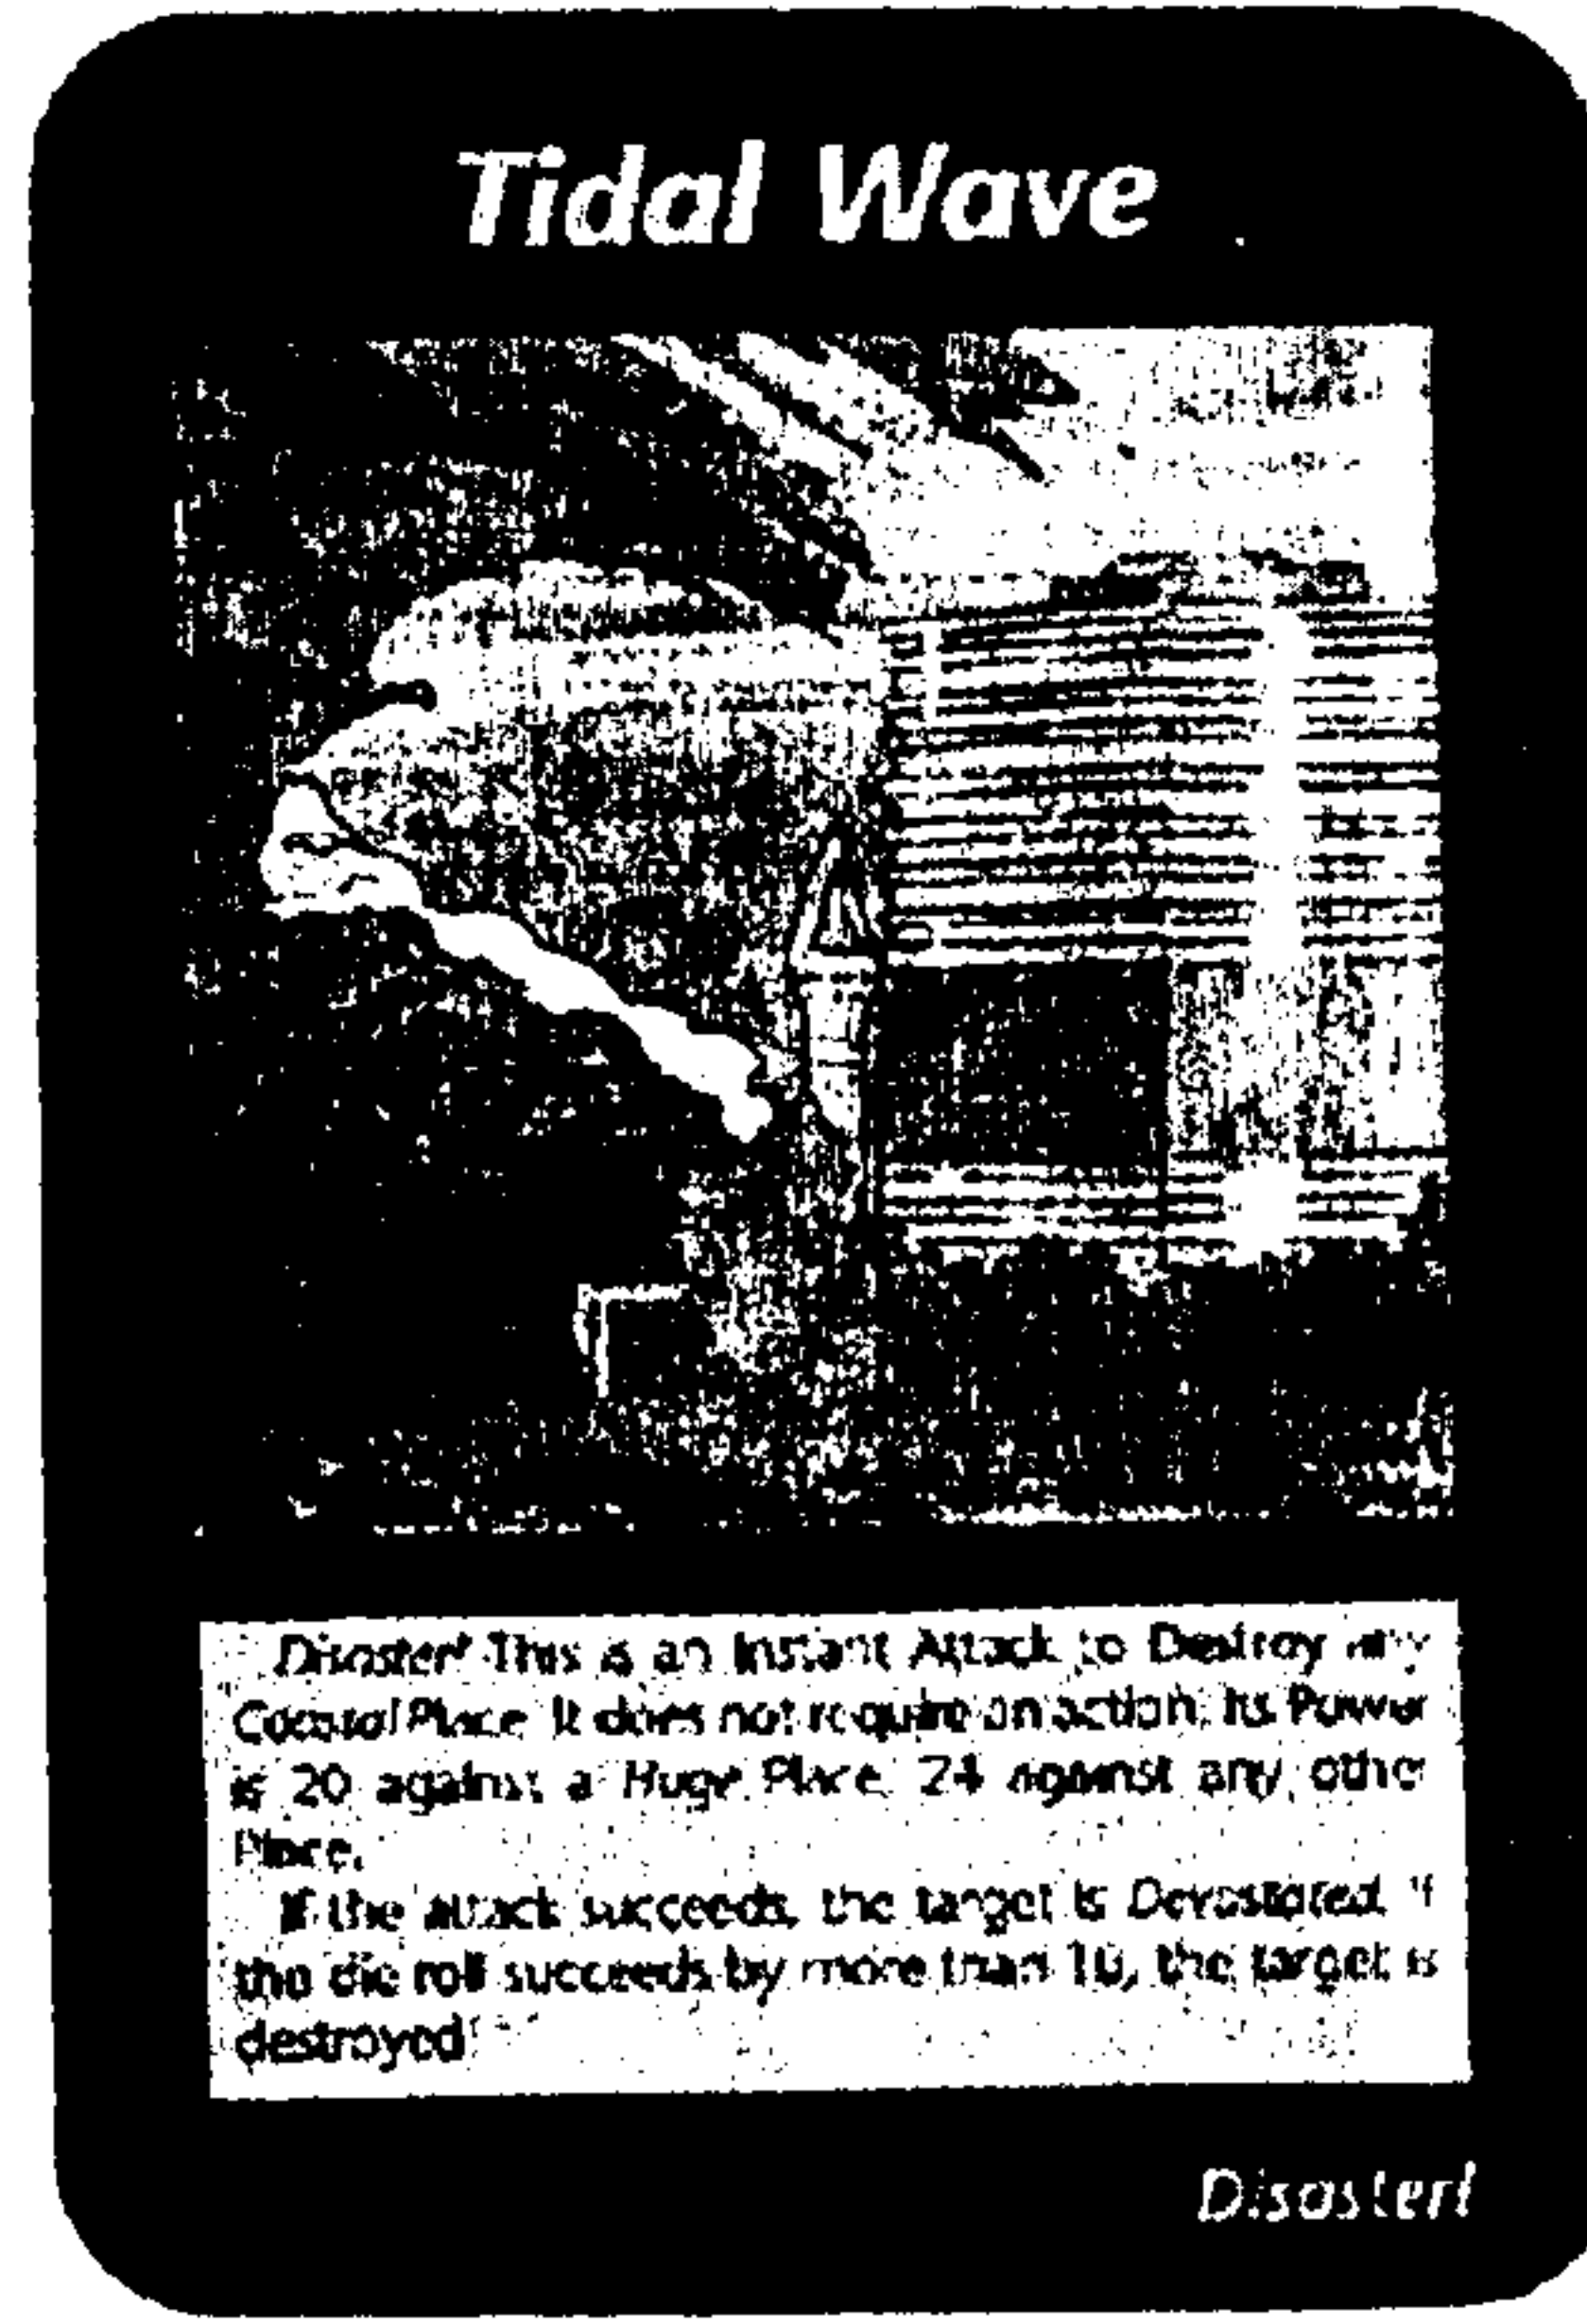 Tidal Wave
Disaster! This is an Instant Attack to Destroy any
Coastal Place. It does not require an action. Its Power
is 20 against a Huge Place, 24 against any other
Place.
If the attack succeeds, the target is Devastated. If
the die roll succeeds by more than 10, the target is
destroyed.
Disaster!